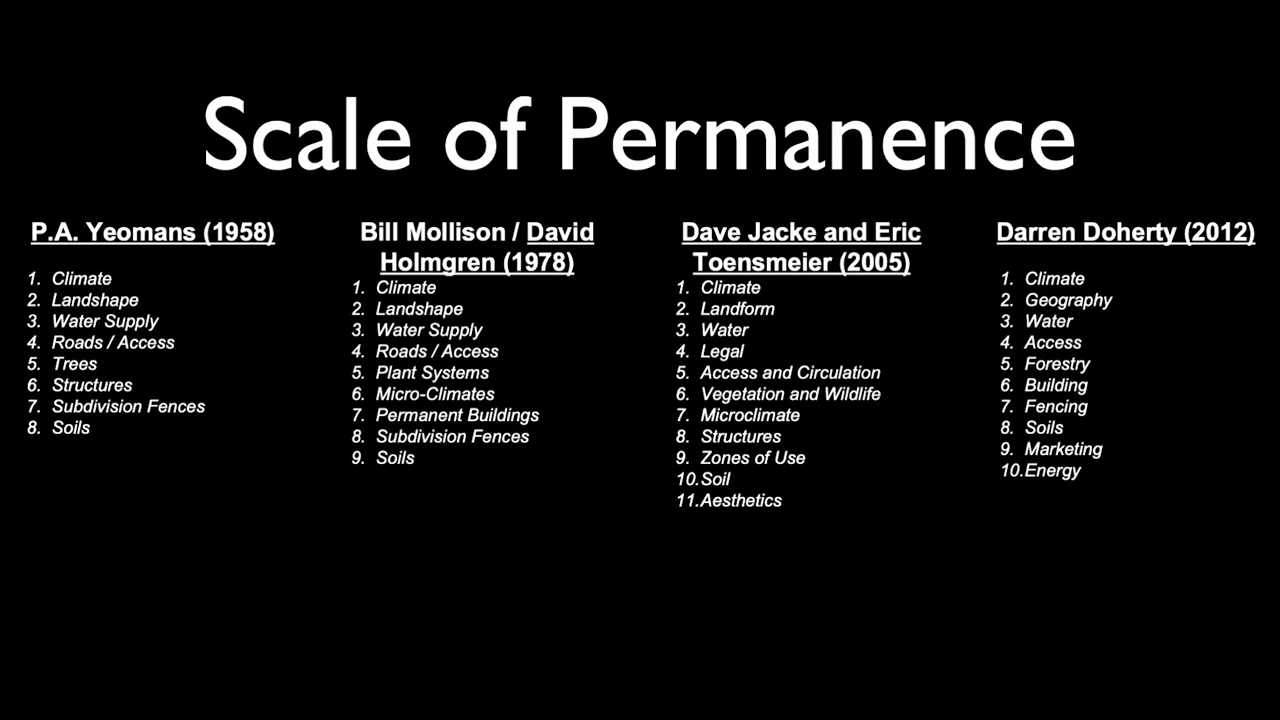 Scale of Permanence
P.A. Yeomans (1958)
1. Climate
2. Landshape
3. Water Supply
4. Roads / Access
5. Trees
6. Structures
7. Subdivision Fences
8. Soils
Bill Mollison / David
Holmgren (1978)
1. Climate
2. Landshape
3. Water Supply
4. Roads / Access
5. Plant Systems
6. Micro-Climates
7. Permanent Buildings
8. Subdivision Fences
9. Soils
Dave Jacke and Eric
Toensmeier (2005)
1. Climate
2. Landform
3. Water
4. Legal
5. Access and Circulation
6. Vegetation and Wildlife
7. Microclimate
8. Structures
9. Zones of Use
10. Soil
11. Aesthetics
Darren Doherty (2012)
1. Climate
2. Geography
3. Water
4. Access
5. Forestry
6. Building
7. Fencing
8. Soils
9. Marketing
10. Energy